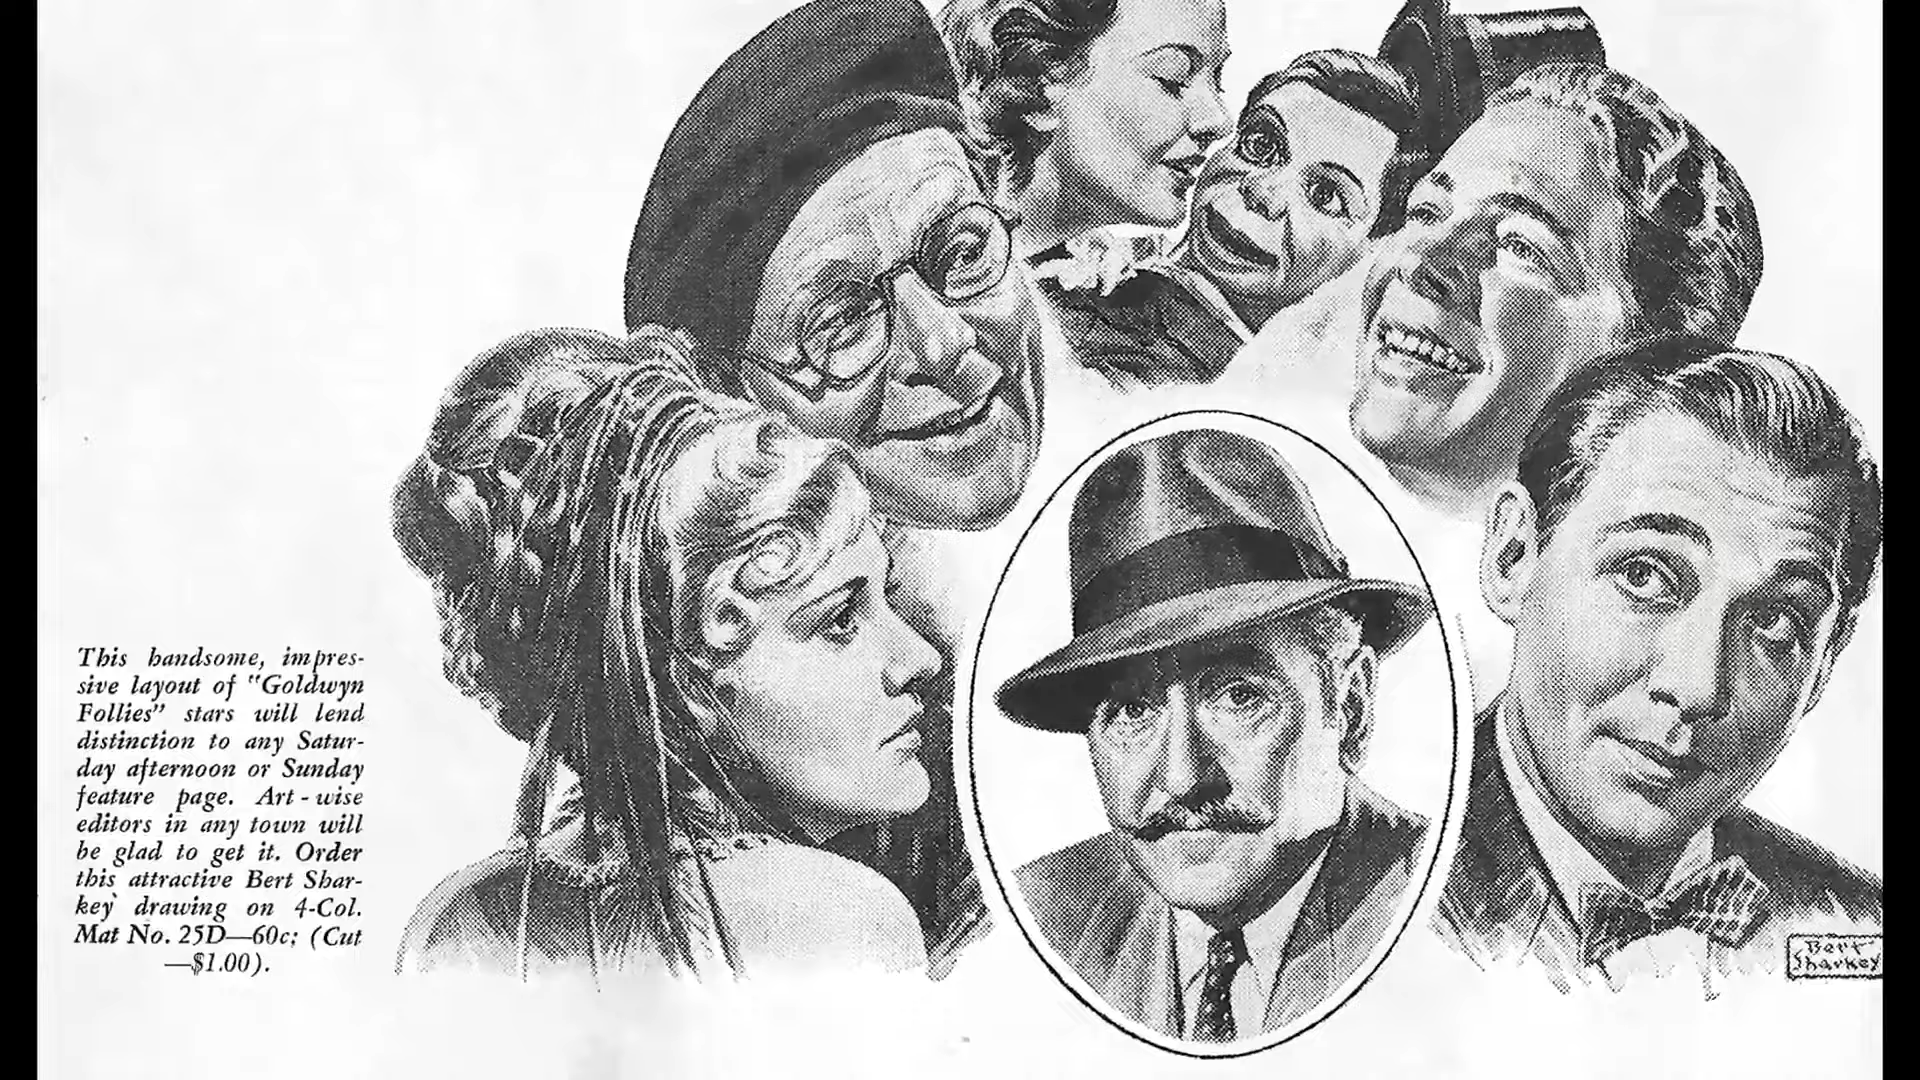 This handsome, impres-
sive layout of "Goldwyn
Follies" stars will lend
distinction to any Satur-
day afternoon or Sunday
feature page. Art-wise
editors in any town will
be glad to get it. Order
this attractive Bert Shar-
key drawing on 4-Col.
Mat No. 25D—60c; (Cut
—$1.00).
Bert
Sharkey